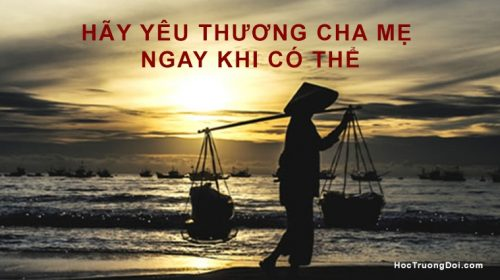 HÃY YÊU THƯƠNG CHA MẸ
NGAY KHI CÓ THỂ
HocTruongDoi.com